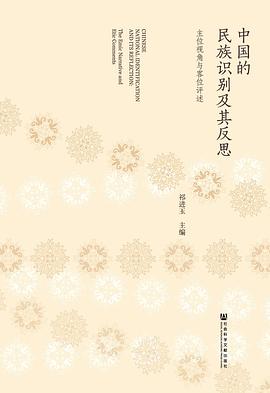 中国的
民族识别及其反思
主位视角与客位评述
CHINESE
NATIONAL IDENTIFICATION
AND ITS REFLECTION:
The Emic Narrative and
Etic Comments
祁进玉 主编
社会科学文献出版社